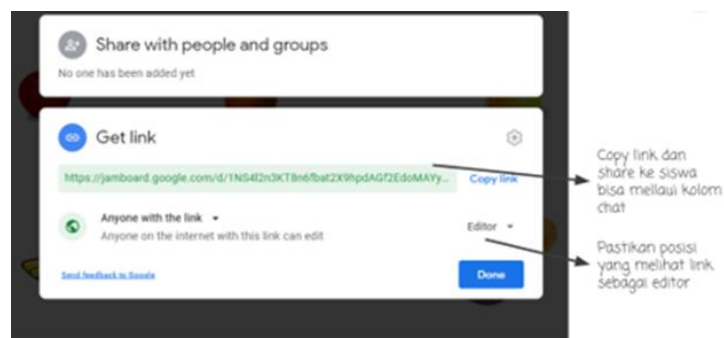 Share with people and groups
No one has been added yet
Get link
https://jamboard.google.com/d/1NS4l2n3KT8n6fbat2X9hpdAGf2EdoMAYy...
Copy link
Anyone with the link
Anyone on the internet with this link can edit
Editor
Send feedback to Google
Done
Copy link dan
share ke siswa
bisa mellaui kolom
chat
Pastikan posisi
yang melihat link
sebagai editor